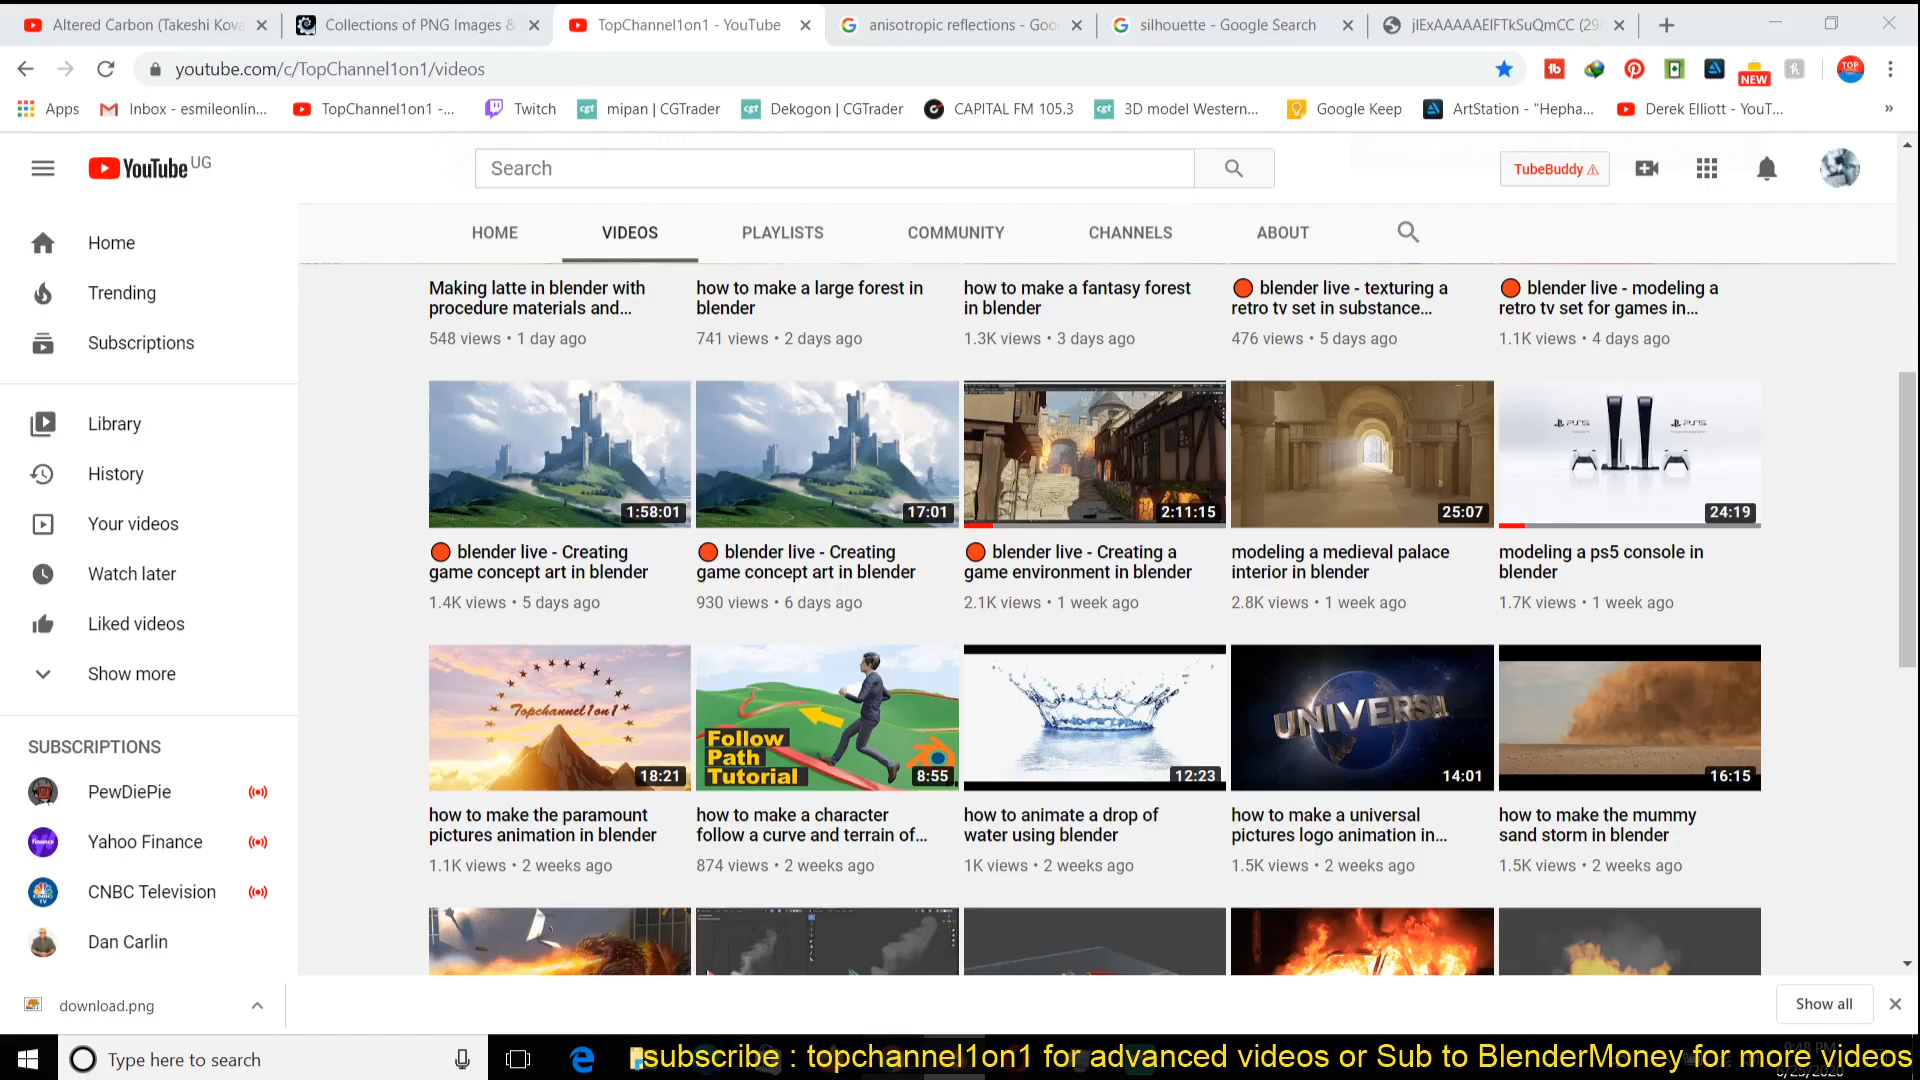 Altered Carbon (Takeshi Kova
Collections of PNG Images &
TopChannel1on1 - YouTube
anisotropic reflections - Goo
silhouette - Google Search
jIExAAAAAElFTkSuQmCC (29
youtube.com/c/TopChannel1on1/videos
NEW
Apps
Inbox - esmileonlin...
TopChannel1on1 -...
Twitch
mipan | CGTrader
Dekogon | CGTrader
CAPITAL FM 105.3
3D model Western...
Google Keep
ArtStation - "Hepha...
Derek Elliott - YouT...
YouTube UG
Search
TubeBuddy
HOME
VIDEOS
PLAYLISTS
COMMUNITY
CHANNELS
ABOUT
Home
Trending
Subscriptions
Library
History
Your videos
Watch later
Liked videos
Show more
SUBSCRIPTIONS
PewDiePie
Yahoo Finance
CNBC Television
Dan Carlin
Making latte in blender with
procedure materials and...
548 views • 1 day ago
how to make a large forest in
blender
741 views • 2 days ago
how to make a fantasy forest
in blender
1.3K views • 3 days ago
blender live - texturing a
retro tv set in substance...
476 views • 5 days ago
blender live - modeling a
retro tv set for games in...
1.1K views • 4 days ago
1:58:01
blender live - Creating
game concept art in blender
1.4K views • 5 days ago
17:01
blender live - Creating
game concept art in blender
930 views • 6 days ago
2:11:15
blender live - Creating a
game environment in blender
2.1K views • 1 week ago
25:07
modeling a medieval palace
interior in blender
2.8K views • 1 week ago
PS5
PS5
24:19
modeling a ps5 console in
blender
1.7K views • 1 week ago
Topchannel1on1
18:21
how to make the paramount
pictures animation in blender
1.1K views • 2 weeks ago
Follow
Path
Tutorial
8:55
how to make a character
follow a curve and terrain of...
874 views • 2 weeks ago
12:23
how to animate a drop of
water using blender
1K views • 2 weeks ago
UNIVERSAL
14:01
how to make a universal
pictures logo animation in...
1.5K views • 2 weeks ago
16:15
how to make the mummy
sand storm in blender
1.5K views • 2 weeks ago
download.png
Show all
Type here to search
subscribe : topchannel1on1 for advanced videos or Sub to BlenderMoney for more videos